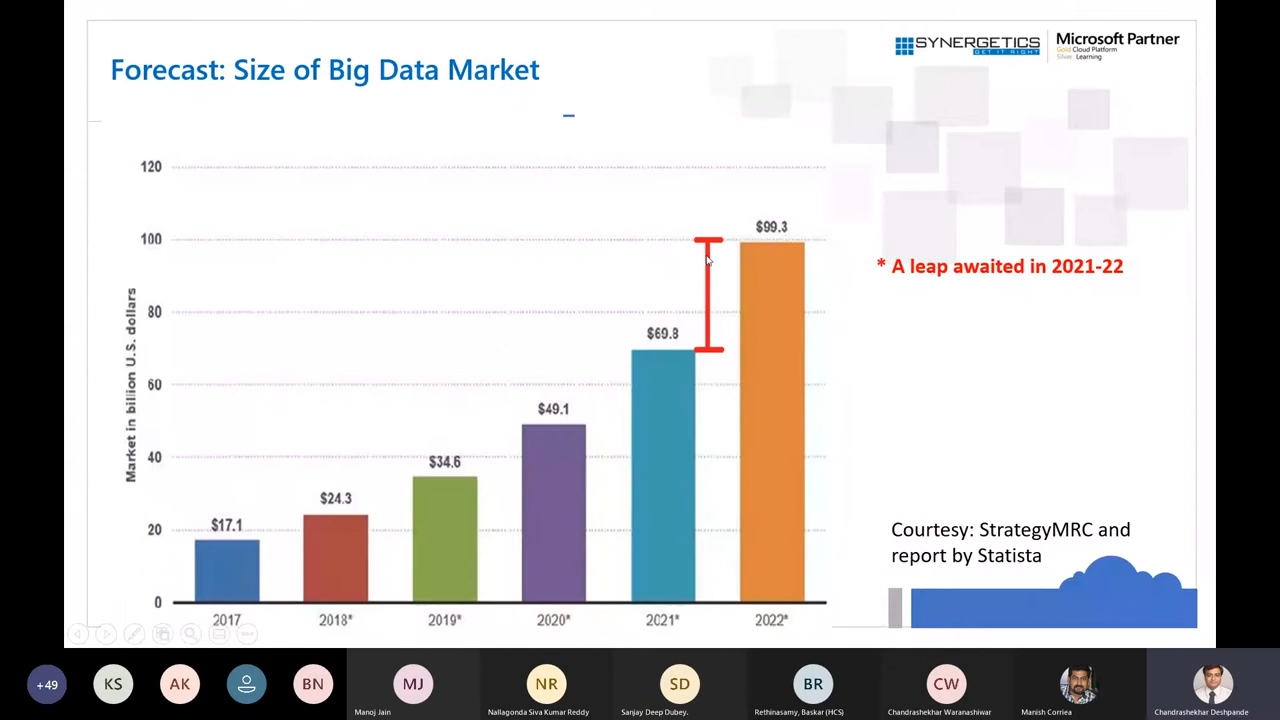 Forecast: Size of Big Data Market
SYNERGETICS
GET IT RIGHT
Microsoft Partner
Gold Cloud Platform
Silver Learning
Market in billion U.S. dollars
120
100
80
60
40
20
0
$17.1
$24.3
$34.6
$49.1
$69.8
$99.3
2017
2018*
2019*
2020*
2021*
2022*
* A leap awaited in 2021-22
Courtesy: StrategyMRC and
report by Statista
+49
KS
AK
BN
MJ
Manoj Jain
NR
Nallagonda Siva Kumar Reddy
SD
Sanjay Deep Dubey.
BR
Rethinasamy, Baskar (HCS)
CW
Chandrashekhar Waranashiwar
Manish Corriea
Chandrashekhar Deshpande